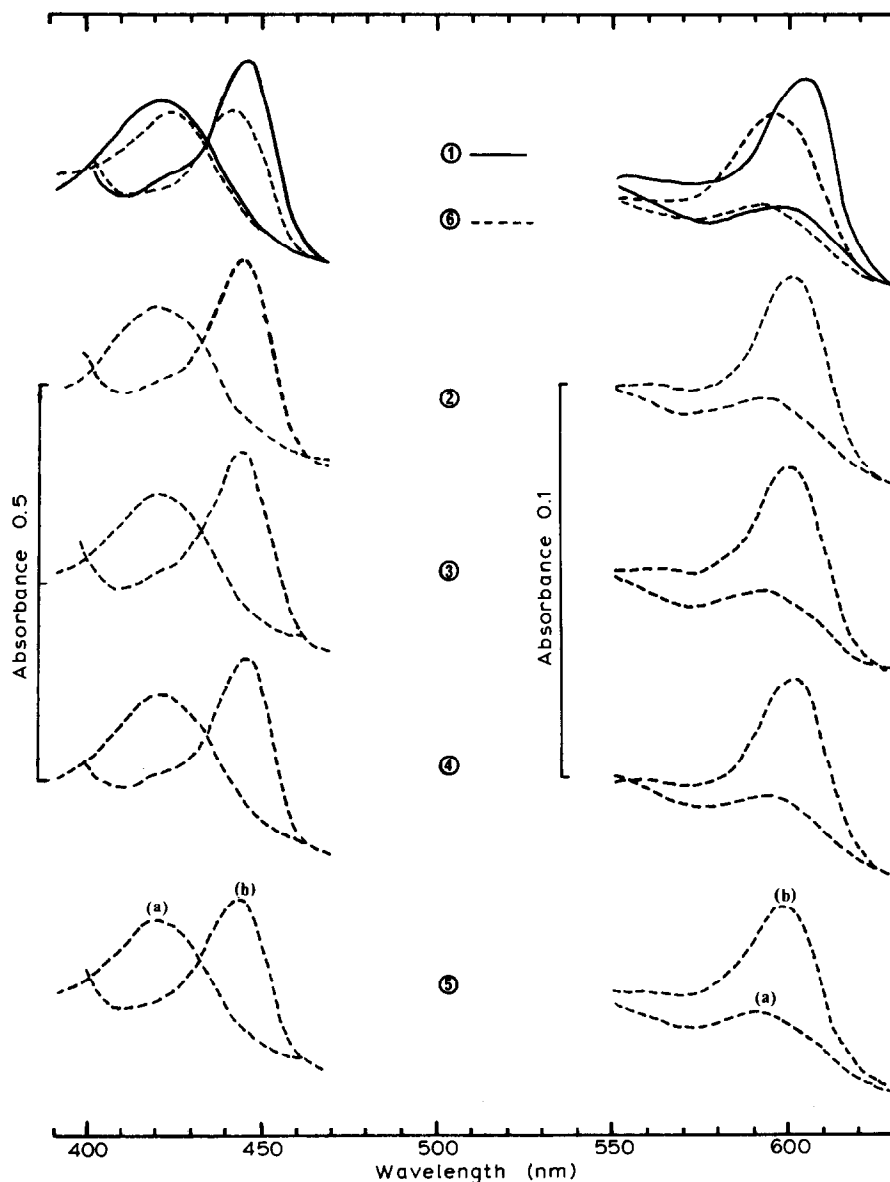 ①
⑥
②
③
④
⑤
Absorbance 0.5
Absorbance 0.1
(a)
(b)
(b)
(a)
400
450
500
550
600
Wavelength (nm)